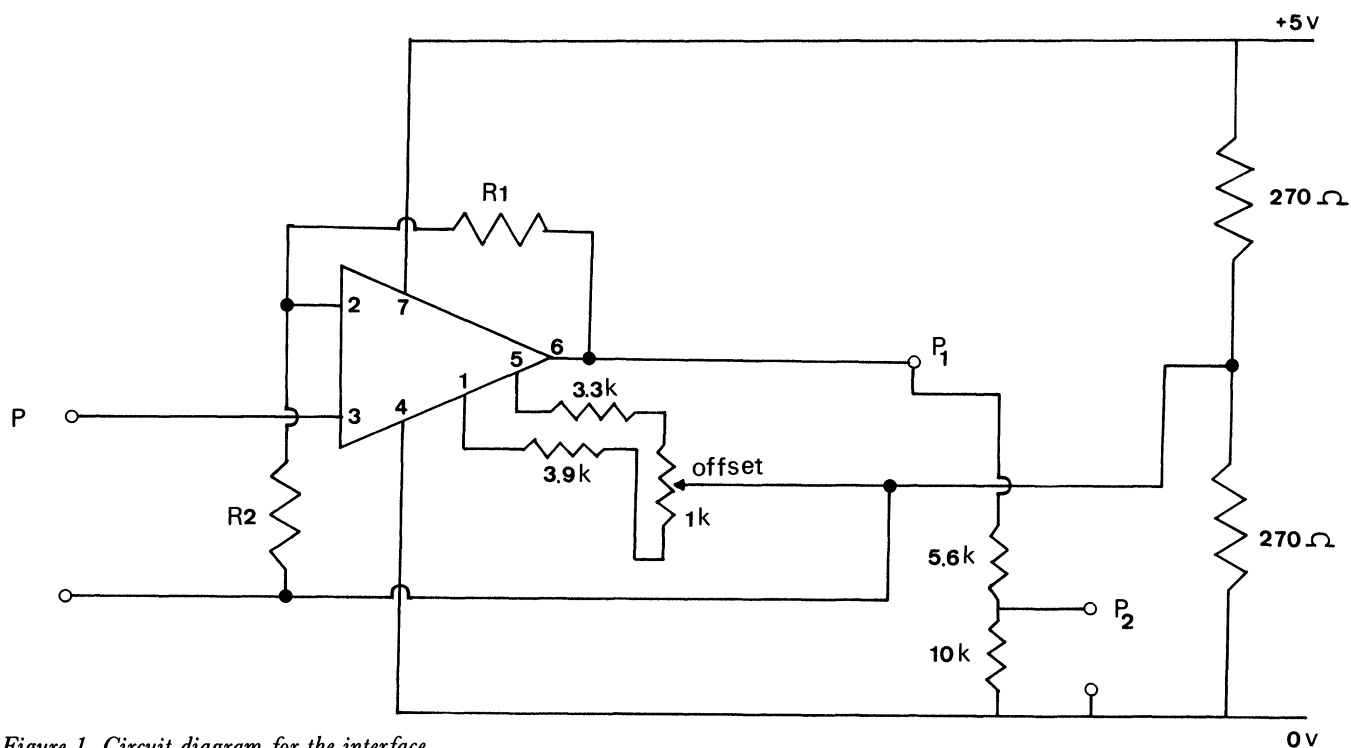 +5v
270 Ω
R1
2
7
6
5
P1
1
3.3k
P
3
4
offset
3.9k
1k
R2
5.6k
270 Ω
P2
10k
Figure 1. Circuit diagram for the interface
0v